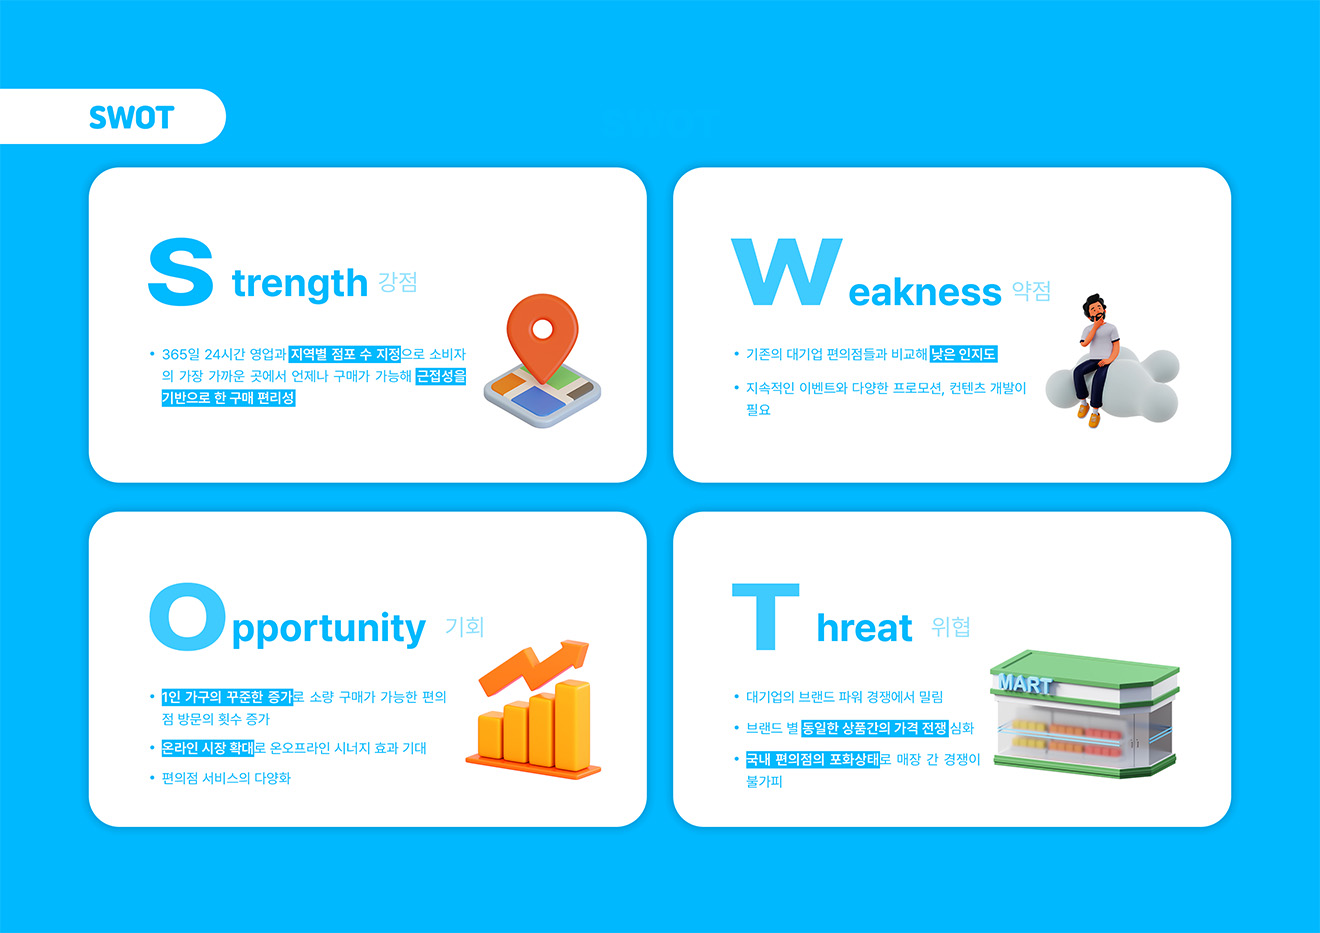 SWOT
Strength 강점
• 365일 24시간 영업과 지역별 점포 수 지정으로 소비자
의 가장 가까운 곳에서 언제나 구매가 가능해 근접성을
기반으로 한 구매 편리성
Weakness 약점
• 기존의 대기업 편의점들과 비교해 낮은 인지도
• 지속적인 이벤트와 다양한 프로모션, 컨텐츠 개발이
필요
Opportunity 기회
• 1인 가구의 꾸준한 증가로 소량 구매가 가능한 편의
점 방문의 횟수 증가
• 온라인 시장 확대로 온오프라인 시너지 효과 기대
• 편의점 서비스의 다양화
Threat 위협
• 대기업의 브랜드 파워 경쟁에서 밀림
• 브랜드 별 동일한 상품간의 가격 전쟁 심화
• 국내 편의점의 포화상태로 매장 간 경쟁이
불가피
MART